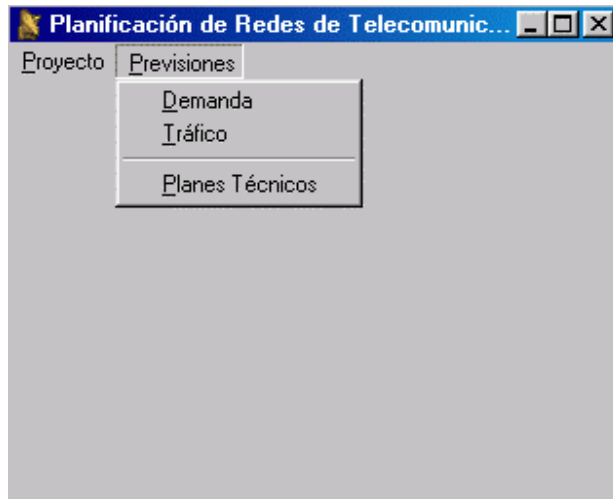 Planificación de Redes de Telecomunic...
Proyecto Previsiones
Demanda
Tráfico
Planes Técnicos